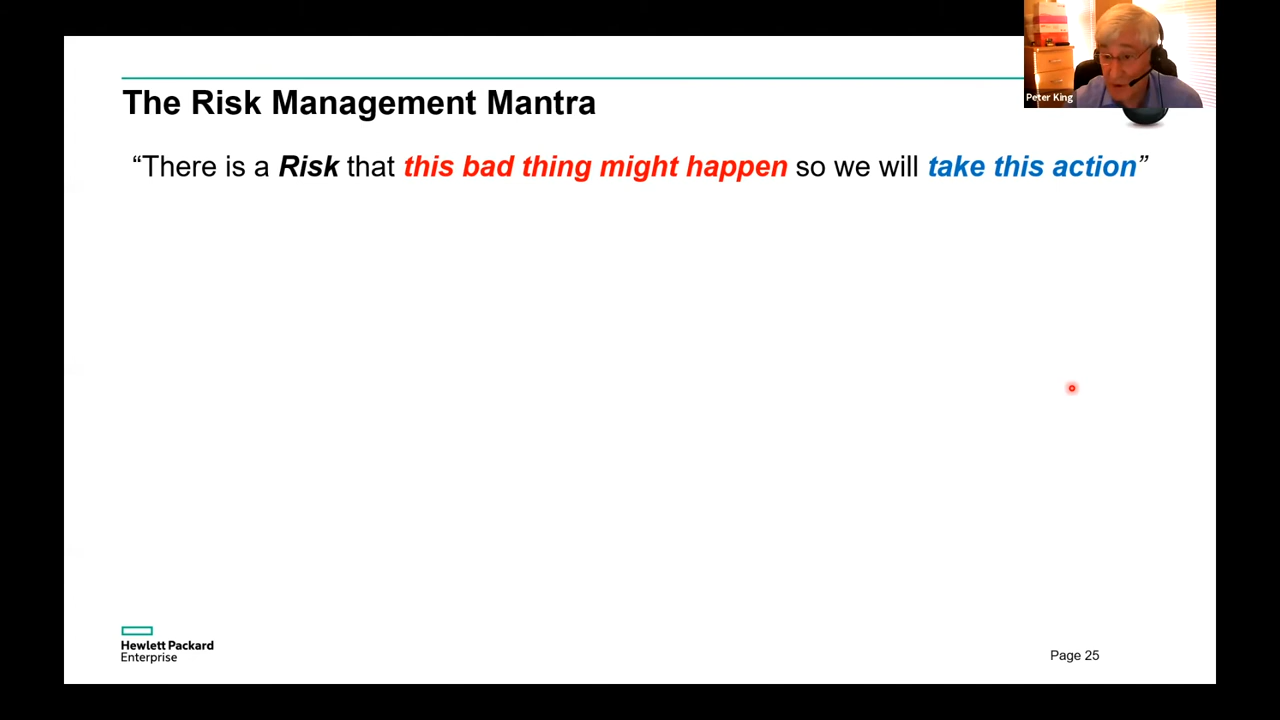 The Risk Management Mantra
Peter King
“There is a Risk that this bad thing might happen so we will take this action”
Hewlett Packard
Enterprise
Page 25